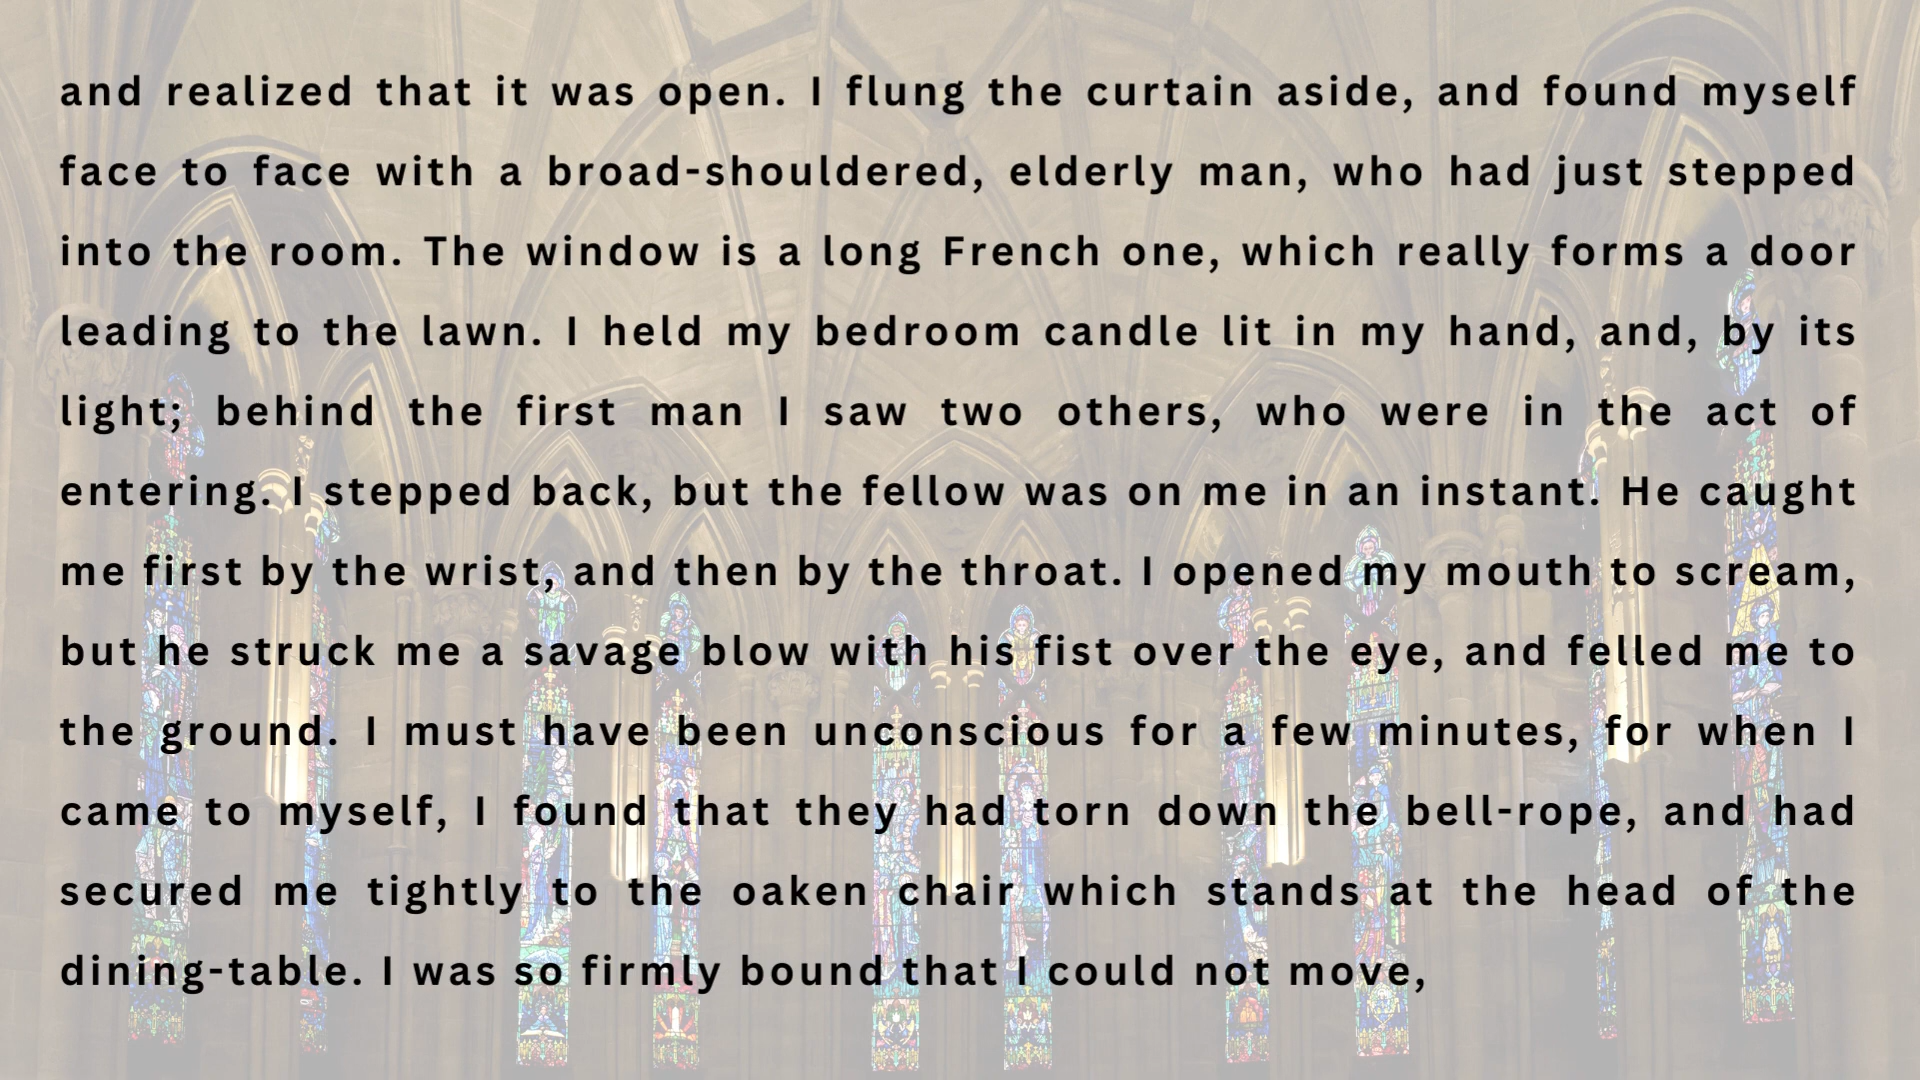 and realized that it was open. I flung the curtain aside, and found myself
face to face with a broad-shouldered, elderly man, who had just stepped
into the room. The window is a long French one, which really forms a door
leading to the lawn. I held my bedroom candle lit in my hand, and, by its
light; behind the first man I saw two others, who were in the act of
entering. I stepped back, but the fellow was on me in an instant. He caught
me first by the wrist, and then by the throat. I opened my mouth to scream,
but he struck me a savage blow with his fist over the eye, and felled me to
the ground. I must have been unconscious for a few minutes, for when I
came to myself, I found that they had torn down the bell-rope, and had
secured me tightly to the oaken chair which stands at the head of the
dining-table. I was so firmly bound that I could not move,